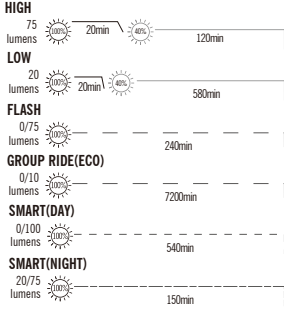 HIGH
75 lumens 100% 20min 40% 120min
LOW
20 lumens 100% 20min 40% 580min
FLASH
0/75 lumens 100% 240min
GROUP RIDE(ECO)
0/10 lumens 100% 7200min
SMART(DAY)
0/100 lumens 100% 540min
SMART(NIGHT)
20/75 lumens 100% 150min